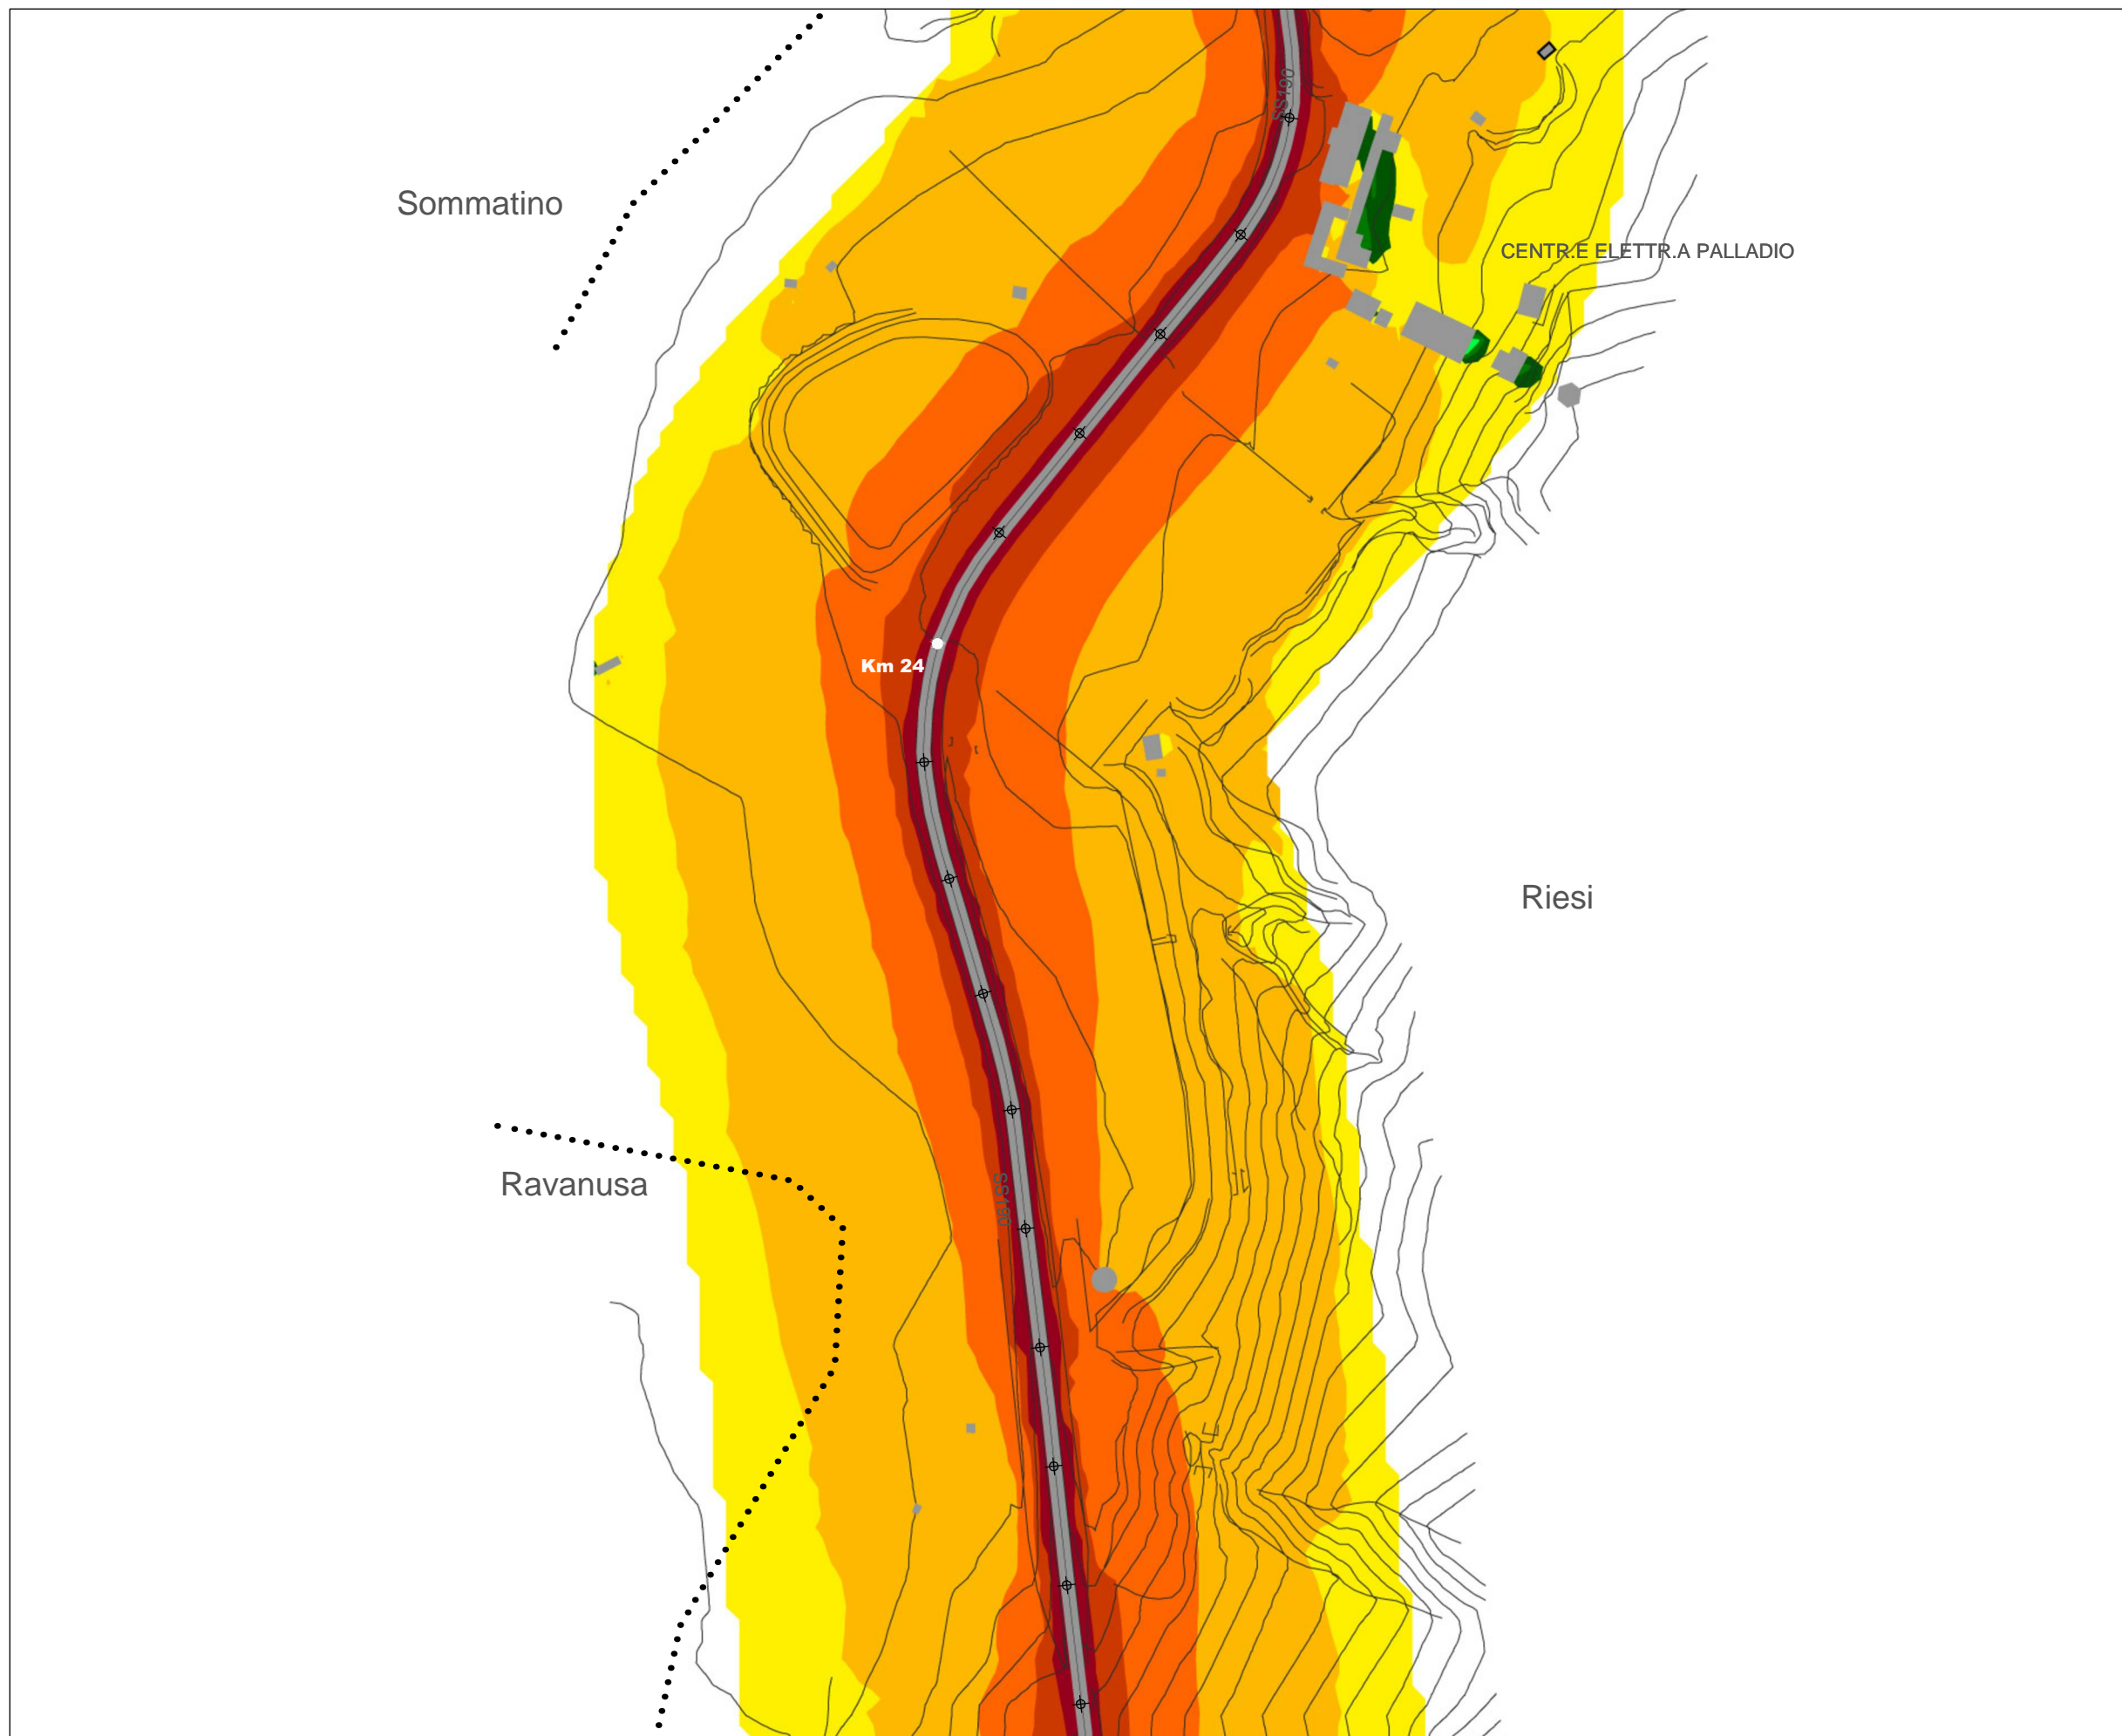 SS190
Sommatino
CENTR.E ELETTR.A PALLADIO
Km 24
Riesi
Ravanusa
SS190